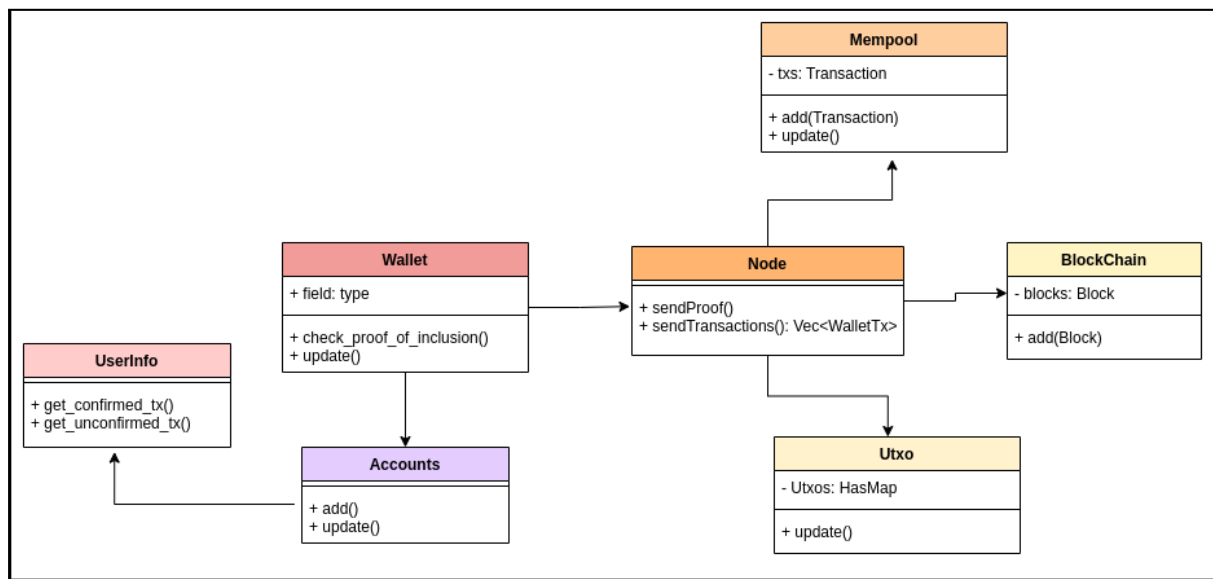 Mempool
- txs: Transaction
+ add(Transaction)
+ update()
Wallet
+ field: type
+ check_proof_of_inclusion()
+ update()
Node
+ sendProof()
+ sendTransactions(): Vec<WalletTx>
BlockChain
- blocks: Block
+ add(Block)
UserInfo
+ get_confirmed_tx()
+ get_unconfirmed_tx()
Accounts
+ add()
+ update()
Utxo
- Utxos: HasMap
+ update()